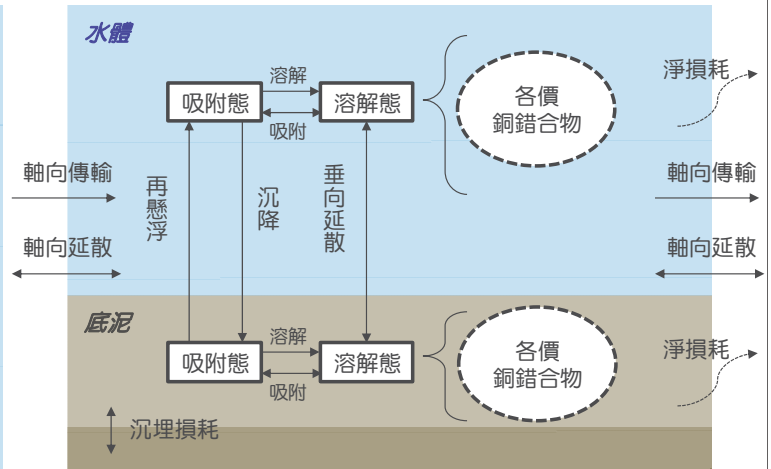 水體
吸附態
溶解
吸附
溶解態
各價
銅錯合物
淨損耗
軸向傳輸
軸向延散
再懸浮
沉降
垂向延散
軸向傳輸
軸向延散
底泥
吸附態
溶解
吸附
溶解態
各價
銅錯合物
淨損耗
沉埋損耗